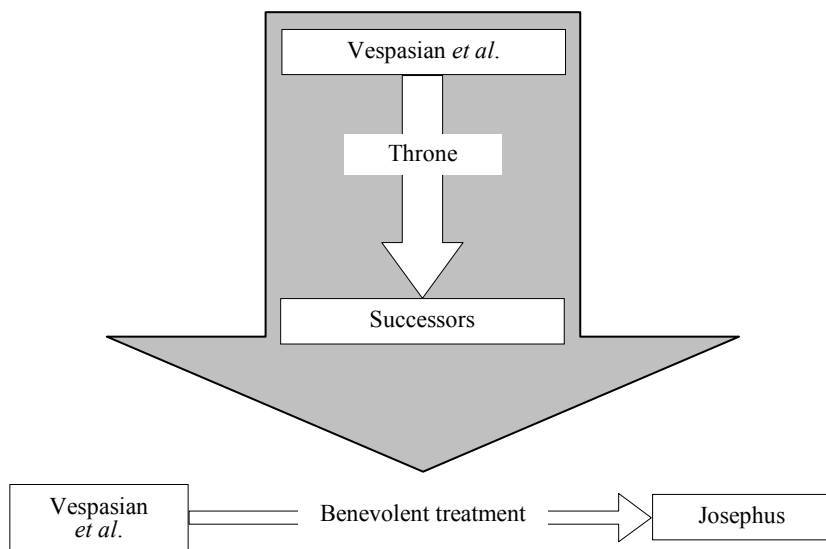 Vespasian et al.
Throne
Successors
Vespasian
et al.
Benevolent treatment
Josephus